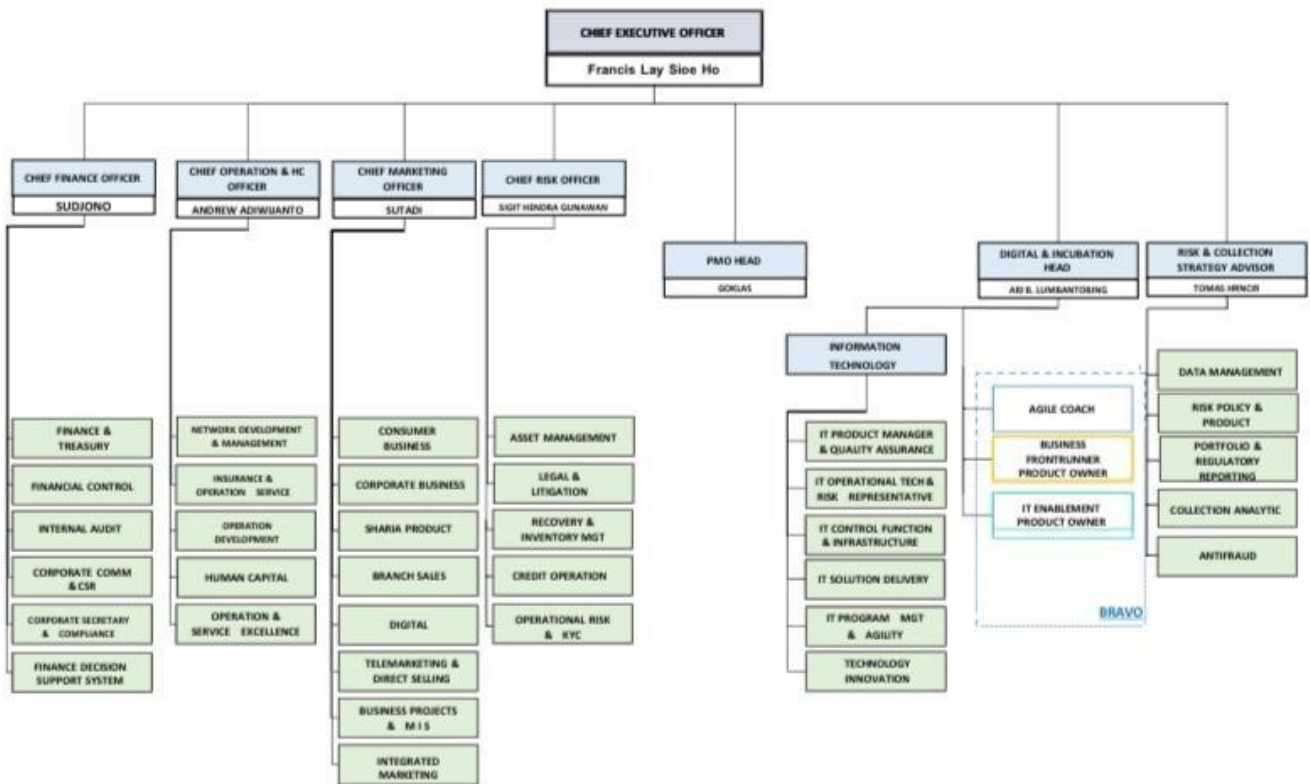 CHIEF EXECUTIVE OFFICER
Francis Lay Sioe Ho
CHIEF FINANCE OFFICER
SUDJONO
CHIEF OPERATION & HC
OFFICER
ANDREW ADIWIJANTO
CHIEF MARKETING
OFFICER
SUTADI
CHIEF RISK OFFICER
SIGIT HENDRA GUNAWAN
PMO HEAD
GOKLAS
DIGITAL & INCUBATION
HEAD
ARI B. LUMBANTOBING
RISK & COLLECTION
STRATEGY ADVISOR
TOMAS HRNCIR
FINANCE &
TREASURY
FINANCIAL CONTROL
INTERNAL AUDIT
CORPORATE COMM
& CSR
CORPORATE SECRETARY
& COMPLIANCE
FINANCE DECISION
SUPPORT SYSTEM
NETWORK DEVELOPMENT
& MANAGEMENT
INSURANCE &
OPERATION SERVICE
OPERATION
DEVELOPMENT
HUMAN CAPITAL
OPERATION &
SERVICE EXCELLENCE
CONSUMER
BUSINESS
CORPORATE BUSINESS
SHARIA PRODUCT
BRANCH SALES
DIGITAL
TELEMARKETING &
DIRECT SELLING
BUSINESS PROJECTS
& M I S
INTEGRATED
MARKETING
ASSET MANAGEMENT
LEGAL &
LITIGATION
RECOVERY &
INVENTORY MGT
CREDIT OPERATION
OPERATIONAL RISK
& KYC
INFORMATION
TECHNOLOGY
IT PRODUCT MANAGER
& QUALITY ASSURANCE
IT OPERATIONAL TECH &
RISK REPRESENTATIVE
IT CONTROL FUNCTION
& INFRASTRUCTURE
IT SOLUTION DELIVERY
IT PROGRAM MGT
& AGILITY
TECHNOLOGY
INNOVATION
AGILE COACH
BUSINESS
FRONTRUNNER
PRODUCT OWNER
IT ENABLEMENT
PRODUCT OWNER
BRAVO
DATA MANAGEMENT
RISK POLICY &
PRODUCT
PORTFOLIO &
REGULATORY
REPORTING
COLLECTION ANALYTIC
ANTIFRAUD